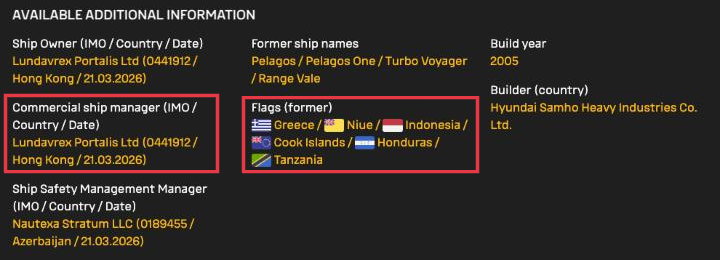 AVAILABLE ADDITIONAL INFORMATION
Ship Owner (IMO / Country / Date)
Lundavrex Portalis Ltd (0441912 /
Hong Kong / 21.03.2026)
Commercial ship manager (IMO /
Country / Date)
Lundavrex Portalis Ltd (0441912 /
Hong Kong / 21.03.2026)
Ship Safety Management Manager
(IMO / Country / Date)
Nautexa Stratum LLC (0189455 /
Azerbaijan / 21.03.2026)
Former ship names
Pelagos / Pelagos One / Turbo Voyager
/ Range Vale
Flags (former)
Greece / Niue / Indonesia /
Cook Islands / Honduras /
Tanzania
Build year
2005
Builder (country)
Hyundai Samho Heavy Industries Co.
Ltd.